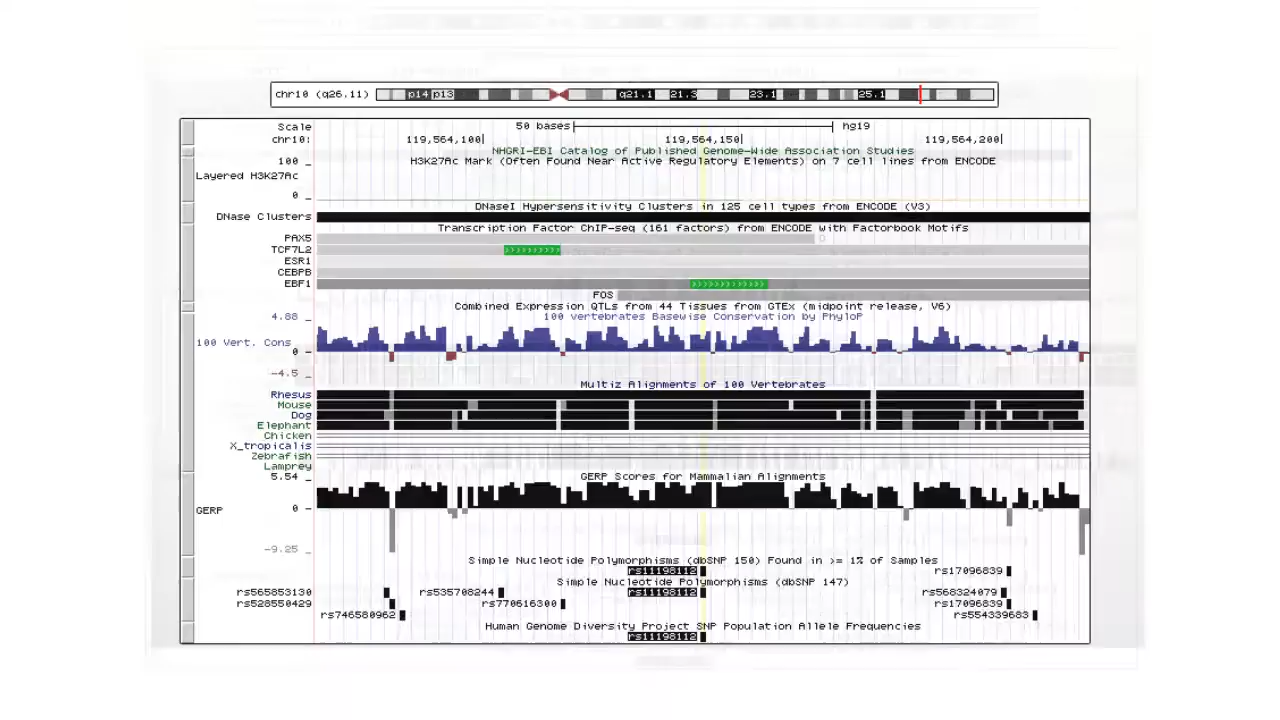 chr10 (q26.11) p14 p13 q21.1 q21.3 23.1 25.1
Scale 50 bases hg19
chr10: 119,564,100| 119,564,150| 119,564,200|
NHGRI-EBI Catalog of Published Genome-Wide Association Studies
H3K27Ac Mark (Often Found Near Active Regulatory Elements) on 7 cell lines from ENCODE
100 _
Layered H3K27Ac
0 _
DNaseI Hypersensitivity Clusters in 125 cell types from ENCODE (V3)
DNase Clusters
Transcription Factor ChIP-seq (161 factors) from ENCODE with Factorbook Motifs
PAX5
TCF7L2
ESR1
CEBPB
EBF1
FOS
Combined Expression QTLs from 44 Tissues from GTEx (midpoint release, V6)
100 vertebrates Basewise Conservation by PhyloP
4.88 _
100 Vert. Cons
0 _
-4.5 _
Multiz Alignments of 100 Vertebrates
Rhesus
Mouse
Dog
Elephant
Chicken
X_tropicalis
Zebrafish
Lamprey
GERP Scores for Mammalian Alignments
5.54 _
0 _
GERP
-9.25 _
Simple Nucleotide Polymorphisms (dbSNP 150) Found in >= 1% of Samples
rs11198112 rs17096839
Simple Nucleotide Polymorphisms (dbSNP 147)
rs565853130 rs535708244 rs11198112 rs568324079
rs528550429 rs770616300 rs17096839
rs746580962 rs554339683
Human Genome Diversity Project SNP Population Allele Frequencies
rs11198112